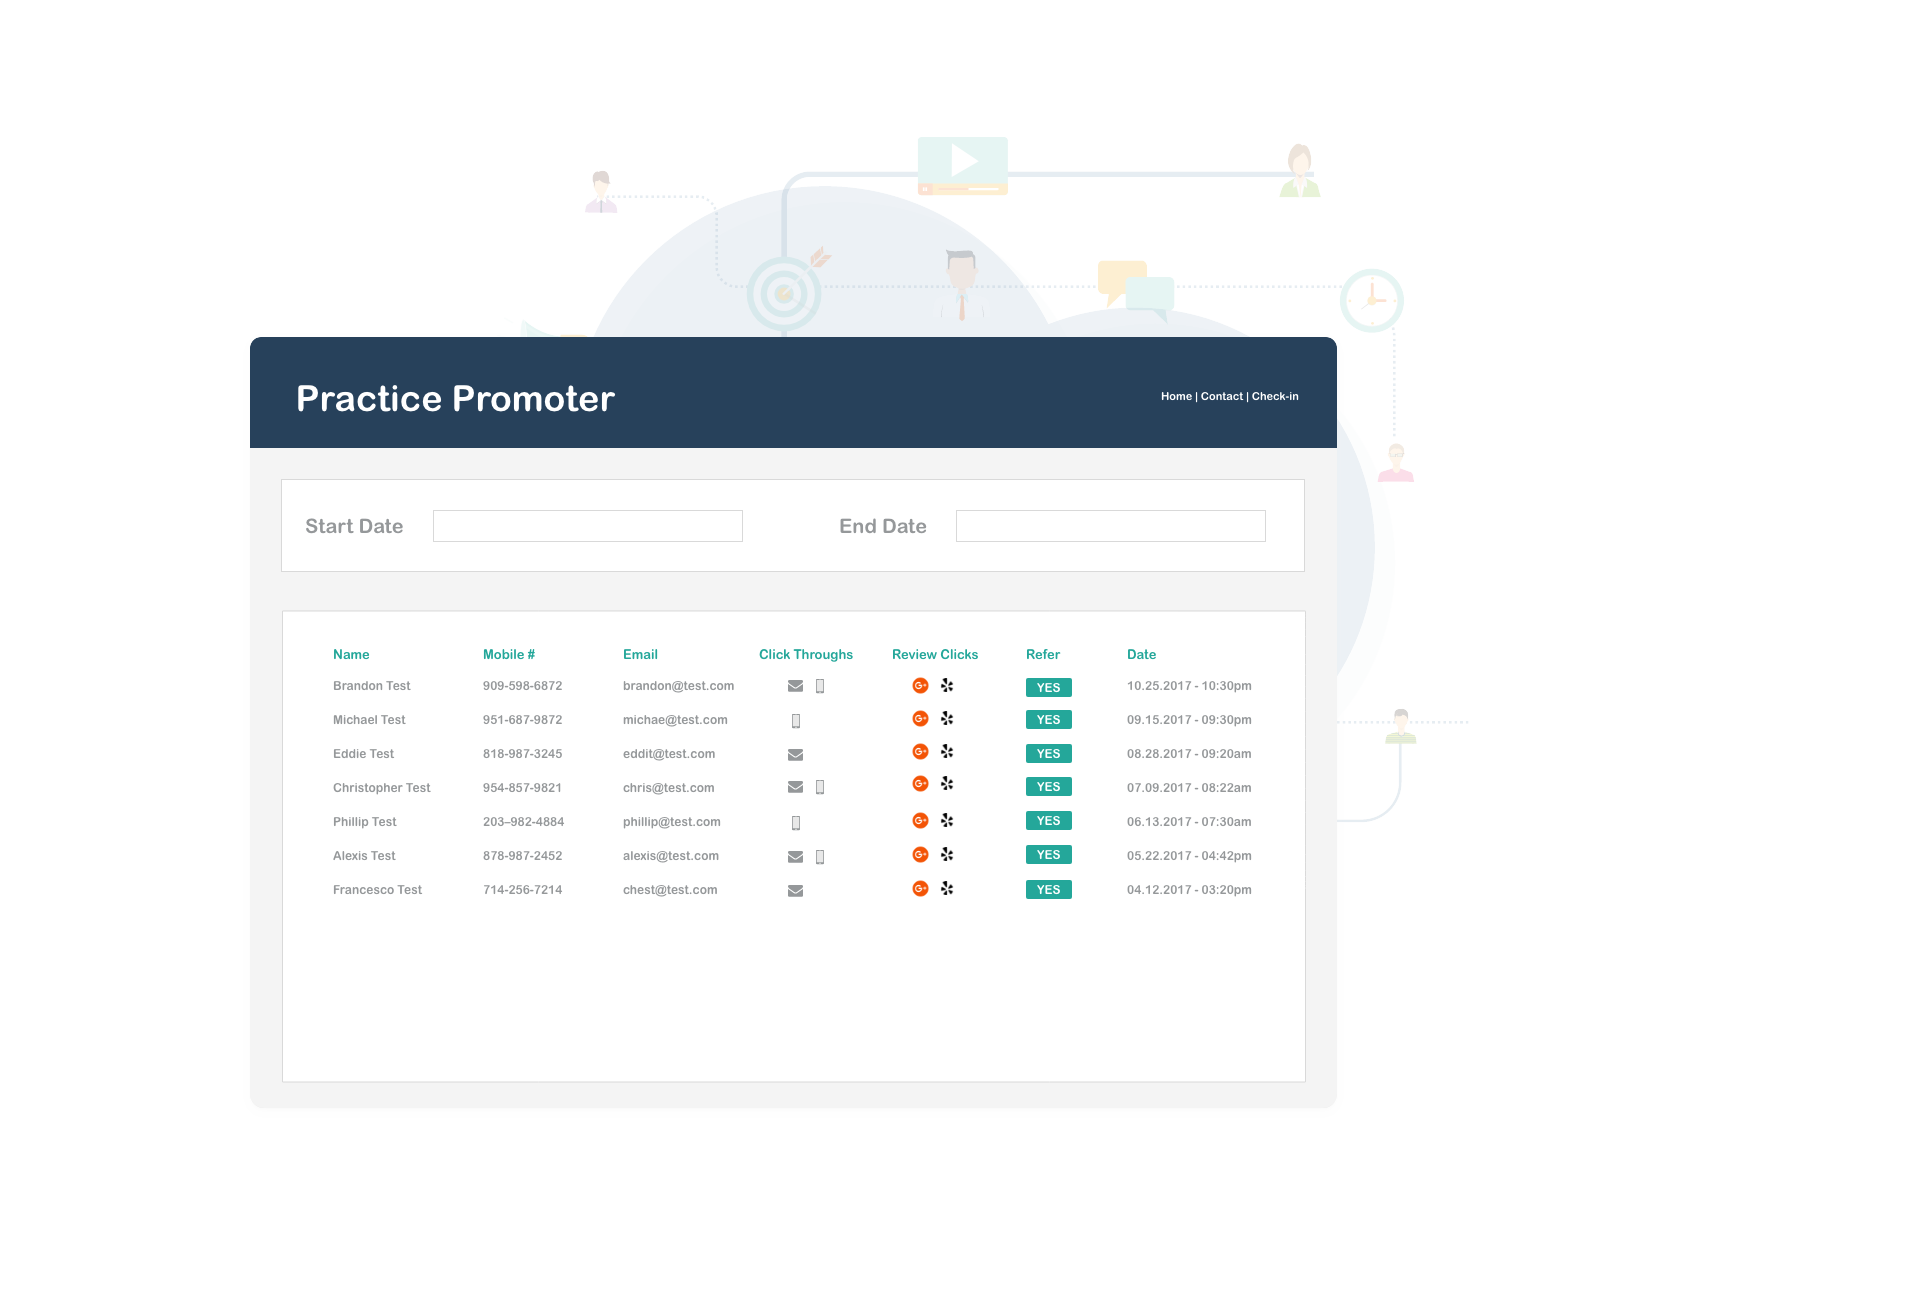 Practice Promoter
Home | Contact | Check-in
Start Date End Date
Name Mobile # Email Click Throughs Review Clicks Refer Date
Brandon Test 909-598-6872 brandon@test.com G+ YES 10.25.2017 - 10:30pm
Michael Test 951-687-9872 michae@test.com G+ YES 09.15.2017 - 09:30pm
Eddie Test 818-987-3245 eddit@test.com G+ YES 08.28.2017 - 09:20am
Christopher Test 954-857-9821 chris@test.com G+ YES 07.09.2017 - 08:22am
Phillip Test 203–982-4884 phillip@test.com G+ YES 06.13.2017 - 07:30am
Alexis Test 878-987-2452 alexis@test.com G+ YES 05.22.2017 - 04:42pm
Francesco Test 714-256-7214 chest@test.com G+ YES 04.12.2017 - 03:20pm